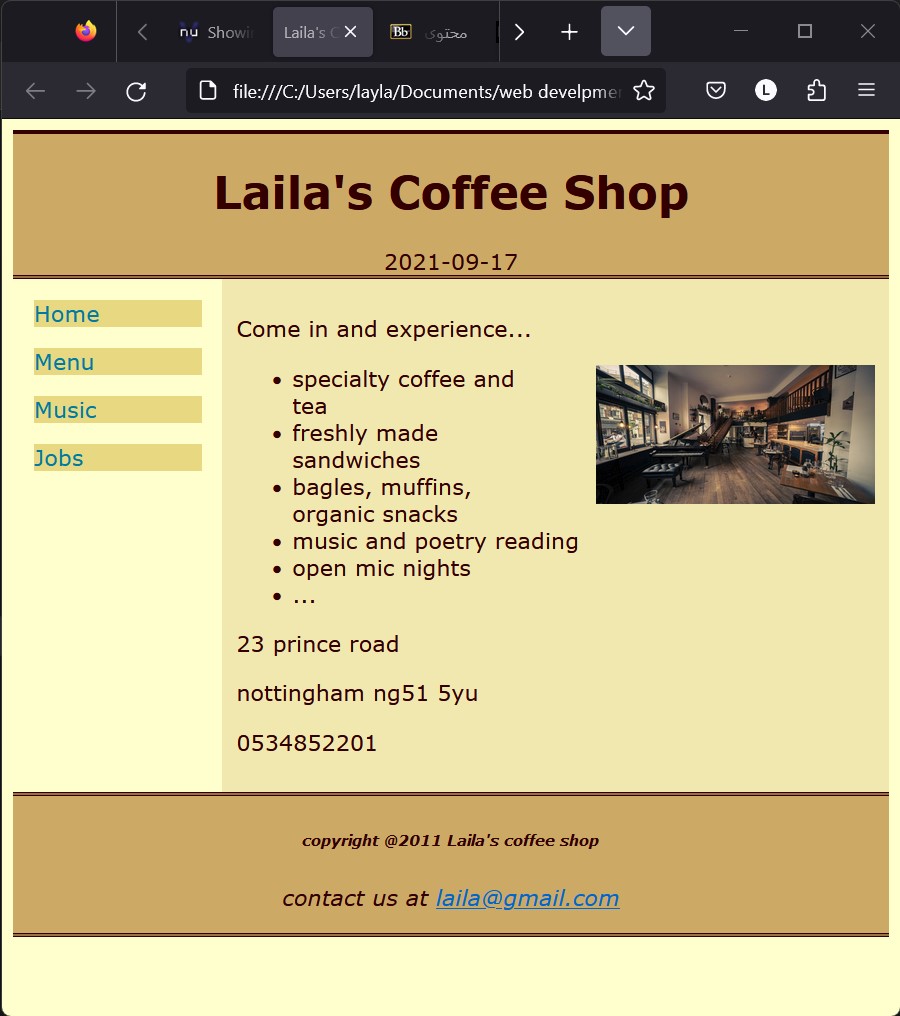 Showi
Laila's C
Bb
محتوى
file:///C:/Users/layla/Documents/web develpme
L
Laila's Coffee Shop
2021-09-17
Home
Menu
Music
Jobs
Come in and experience...
• specialty coffee and
tea
• freshly made
sandwiches
• bagles, muffins,
organic snacks
• music and poetry reading
• open mic nights
• ...
23 prince road
nottingham ng51 5yu
0534852201
copyright @2011 Laila's coffee shop
contact us at laila@gmail.com